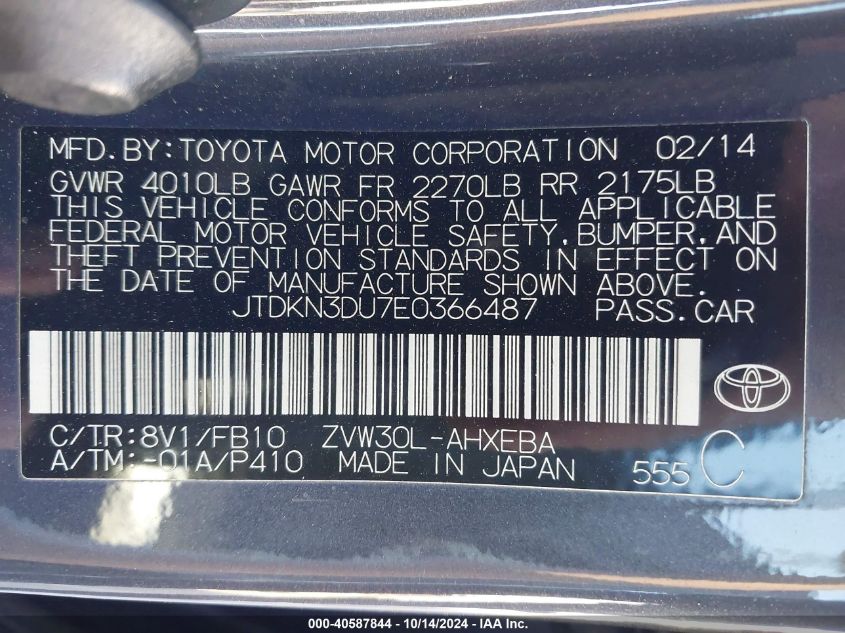 MFD.BY:TOYOTA MOTOR CORPORATION 02/14
GVWR 4010LB GAWR FR 2270LB RR 2175LB
THIS VEHICLE CONFORMS TO ALL APPLICABLE
FEDERAL MOTOR VEHICLE SAFETY,BUMPER,AND
THEFT PREVENTION STANDARDS IN EFFECT ON
THE DATE OF MANUFACTURE SHOWN ABOVE.
JTDKN3DU7E0366487 PASS.CAR
C/TR:8V1/FB10 ZVW30L-AHXEBA
A/TM:-01A/P410 MADE IN JAPAN 555 C
000-40587844 | 10/14/2024 - IAA Inc.